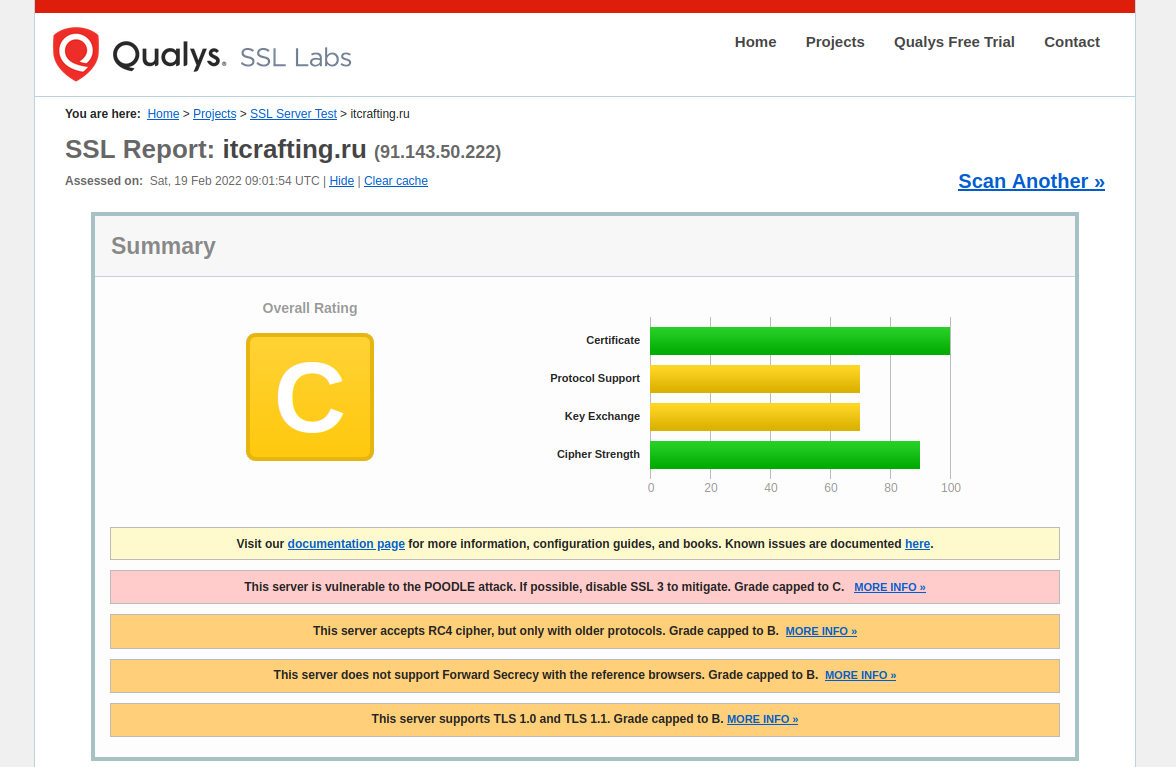 Qualys. SSL Labs
Home Projects Qualys Free Trial Contact
You are here: Home > Projects > SSL Server Test > itcrafting.ru
SSL Report: itcrafting.ru (91.143.50.222)
Assessed on: Sat, 19 Feb 2022 09:01:54 UTC | Hide | Clear cache
Scan Another »
Summary
Overall Rating
C
Certificate
Protocol Support
Key Exchange
Cipher Strength
0 20 40 60 80 100
Visit our documentation page for more information, configuration guides, and books. Known issues are documented here.
This server is vulnerable to the POODLE attack. If possible, disable SSL 3 to mitigate. Grade capped to C. MORE INFO »
This server accepts RC4 cipher, but only with older protocols. Grade capped to B. MORE INFO »
This server does not support Forward Secrecy with the reference browsers. Grade capped to B. MORE INFO »
This server supports TLS 1.0 and TLS 1.1. Grade capped to B. MORE INFO »